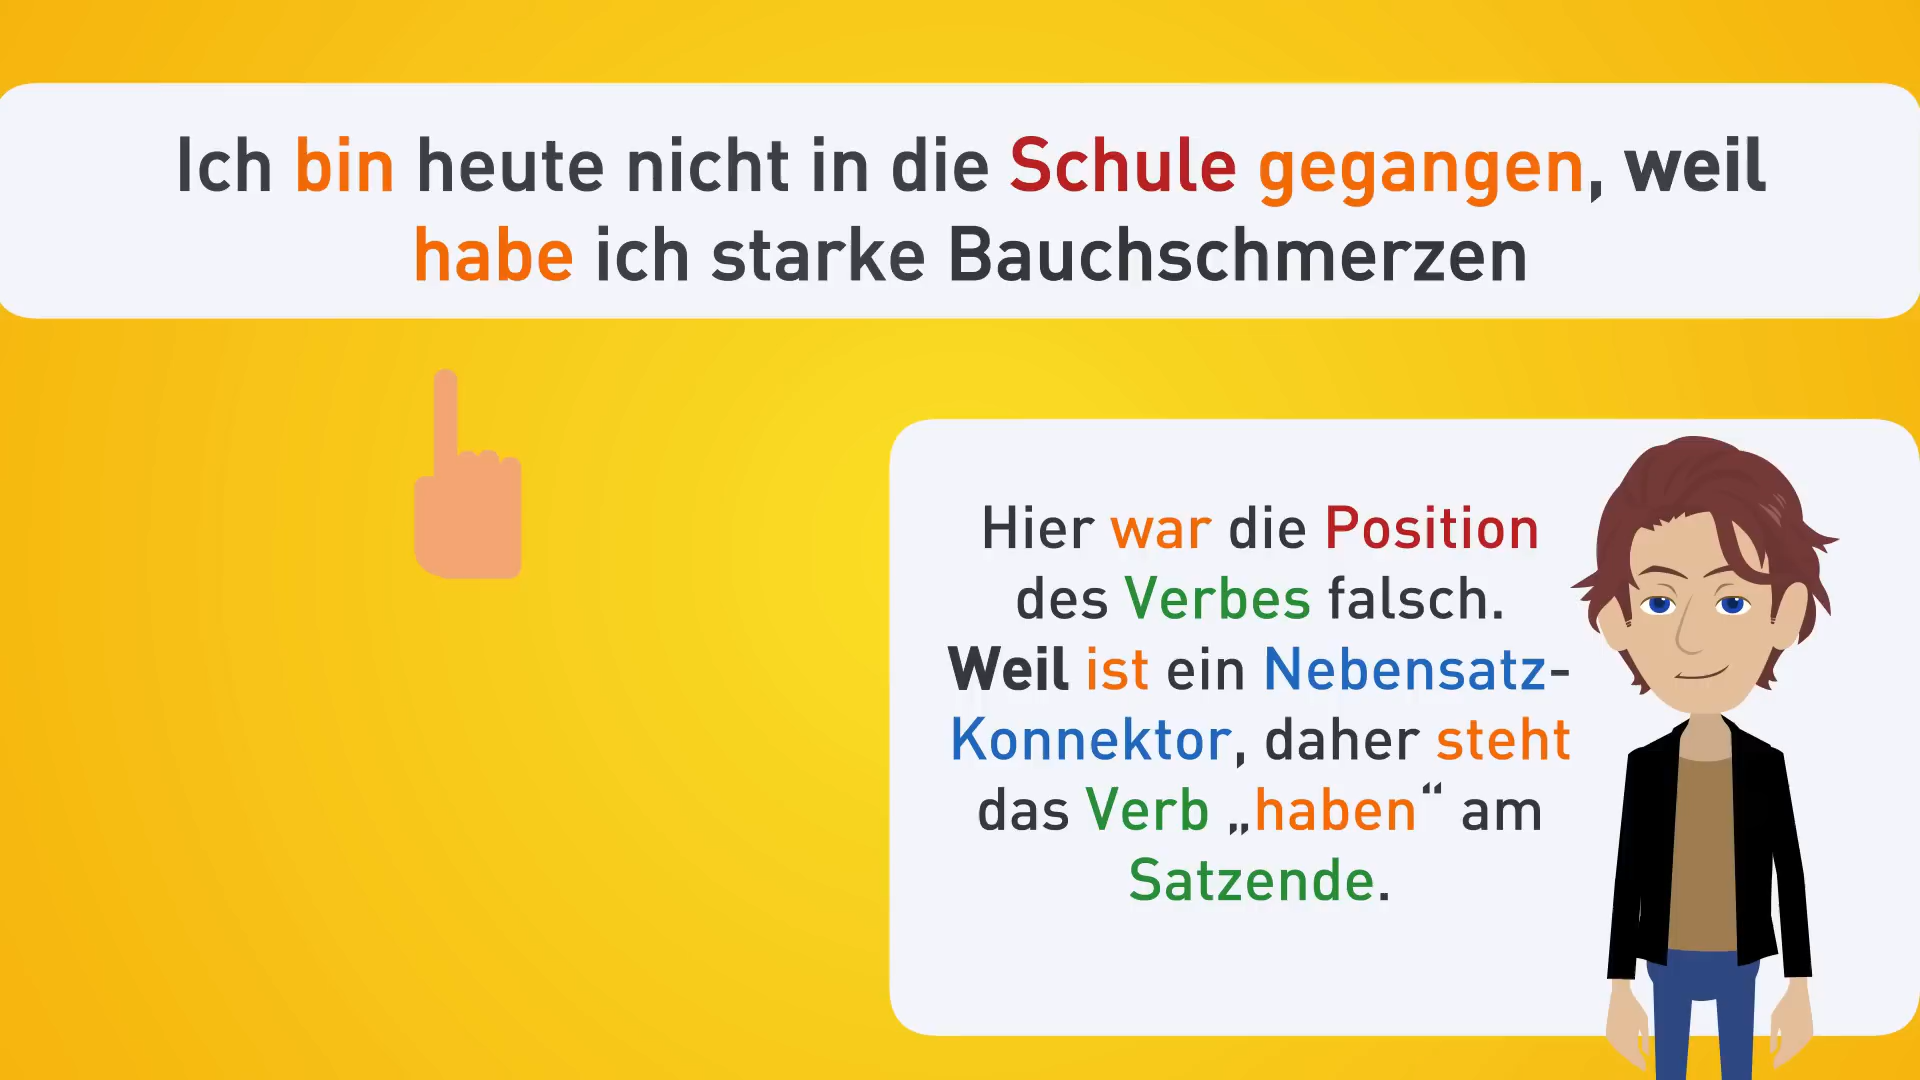 Ich bin heute nicht in die Schule gegangen, weil
habe ich starke Bauchschmerzen
Hier war die Position
des Verbes falsch.
Weil ist ein Nebensatz-
Konnektor, daher steht
das Verb „haben“ am
Satzende.